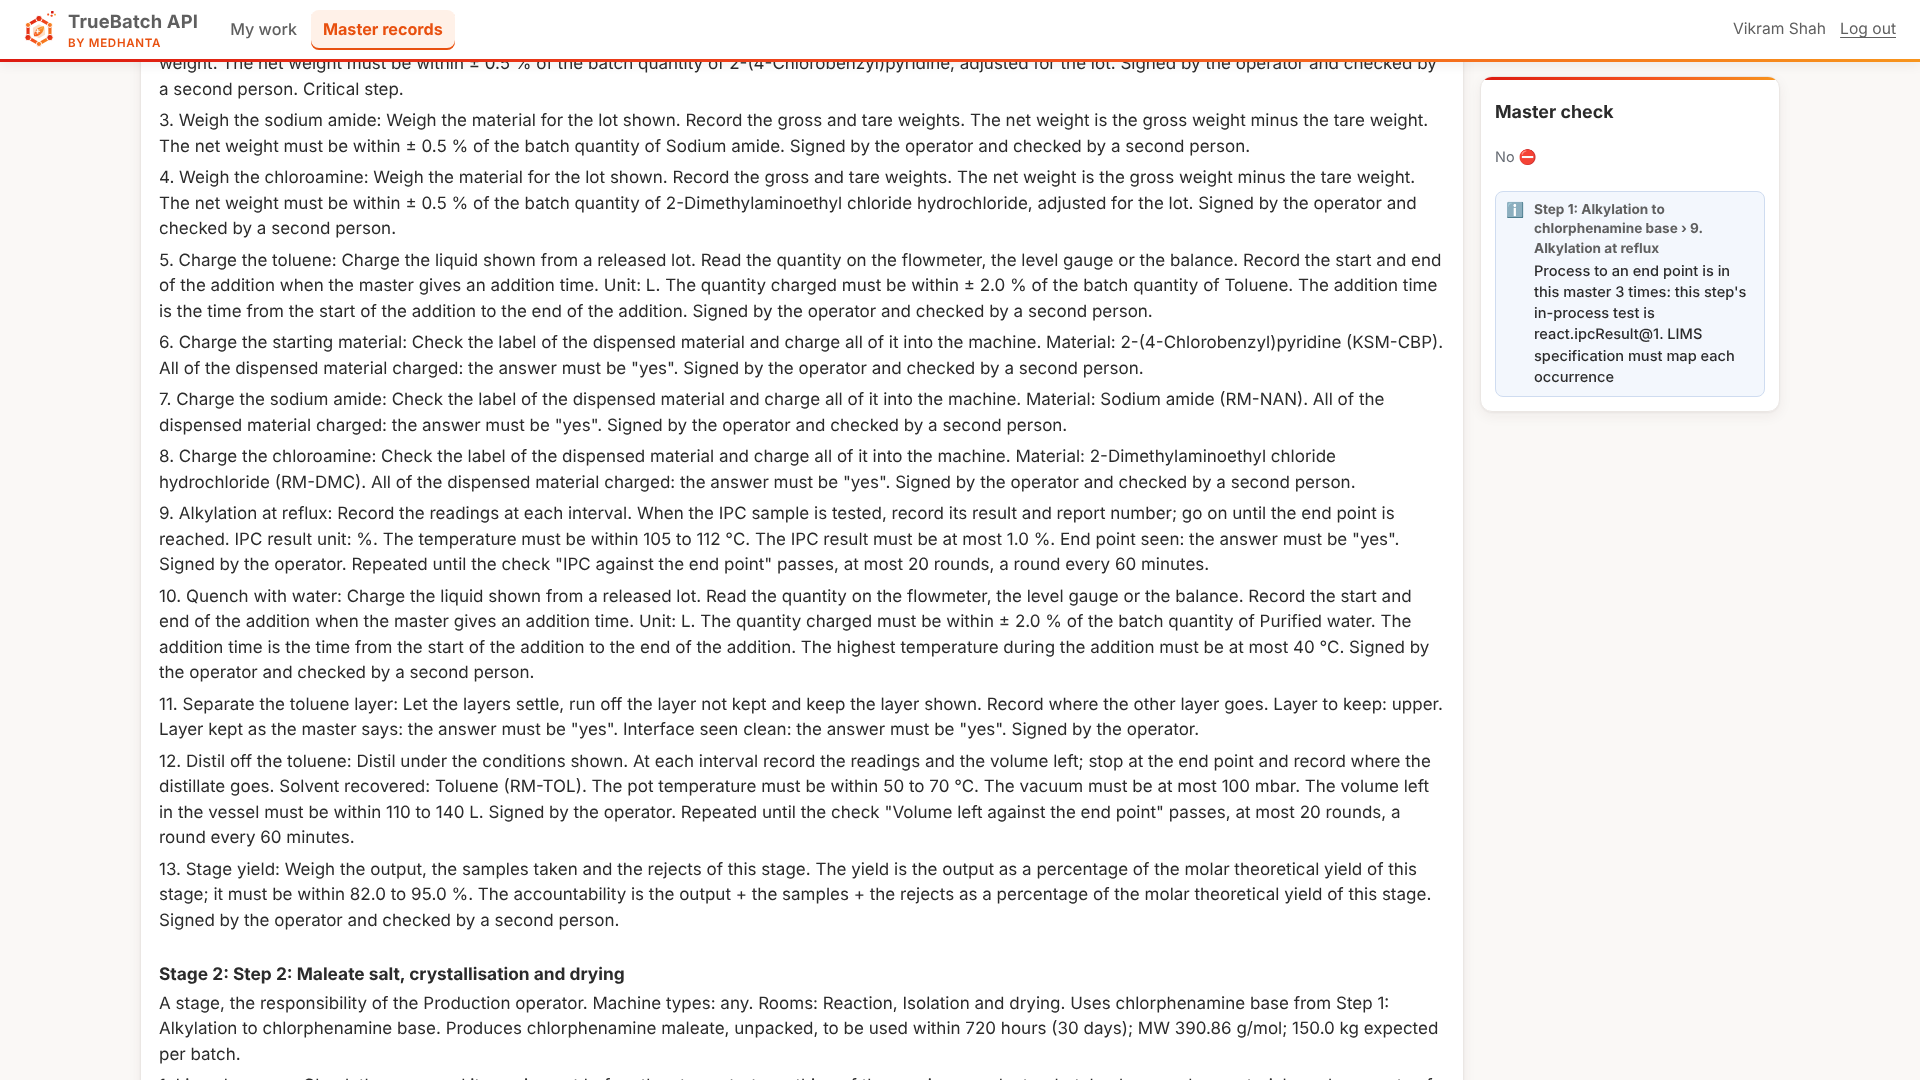 TrueBatch API
BY MEDHANTA
My work
Master records
Vikram Shah
Log out
weight. The net weight must be within ± 0.5 % of the batch quantity of 2-(4-Chlorobenzyl)pyridine, adjusted for the lot. Signed by the operator and checked by
a second person. Critical step.
3. Weigh the sodium amide: Weigh the material for the lot shown. Record the gross and tare weights. The net weight is the gross weight minus the tare weight.
The net weight must be within ± 0.5 % of the batch quantity of Sodium amide. Signed by the operator and checked by a second person.
4. Weigh the chloroamine: Weigh the material for the lot shown. Record the gross and tare weights. The net weight is the gross weight minus the tare weight.
The net weight must be within ± 0.5 % of the batch quantity of 2-Dimethylaminoethyl chloride hydrochloride, adjusted for the lot. Signed by the operator and
checked by a second person.
5. Charge the toluene: Charge the liquid shown from a released lot. Read the quantity on the flowmeter, the level gauge or the balance. Record the start and end
of the addition when the master gives an addition time. Unit: L. The quantity charged must be within ± 2.0 % of the batch quantity of Toluene. The addition time
is the time from the start of the addition to the end of the addition. Signed by the operator and checked by a second person.
6. Charge the starting material: Check the label of the dispensed material and charge all of it into the machine. Material: 2-(4-Chlorobenzyl)pyridine (KSM-CBP).
All of the dispensed material charged: the answer must be "yes". Signed by the operator and checked by a second person.
7. Charge the sodium amide: Check the label of the dispensed material and charge all of it into the machine. Material: Sodium amide (RM-NAN). All of the
dispensed material charged: the answer must be "yes". Signed by the operator and checked by a second person.
8. Charge the chloroamine: Check the label of the dispensed material and charge all of it into the machine. Material: 2-Dimethylaminoethyl chloride
hydrochloride (RM-DMC). All of the dispensed material charged: the answer must be "yes". Signed by the operator and checked by a second person.
9. Alkylation at reflux: Record the readings at each interval. When the IPC sample is tested, record its result and report number; go on until the end point is
reached. IPC result unit: %. The temperature must be within 105 to 112 °C. The IPC result must be at most 1.0 %. End point seen: the answer must be "yes".
Signed by the operator. Repeated until the check "IPC against the end point" passes, at most 20 rounds, a round every 60 minutes.
10. Quench with water: Charge the liquid shown from a released lot. Read the quantity on the flowmeter, the level gauge or the balance. Record the start and
end of the addition when the master gives an addition time. Unit: L. The quantity charged must be within ± 2.0 % of the batch quantity of Purified water. The
addition time is the time from the start of the addition to the end of the addition. The highest temperature during the addition must be at most 40 °C. Signed by
the operator and checked by a second person.
11. Separate the toluene layer: Let the layers settle, run off the layer not kept and keep the layer shown. Record where the other layer goes. Layer to keep: upper.
Layer kept as the master says: the answer must be "yes". Interface seen clean: the answer must be "yes". Signed by the operator.
12. Distil off the toluene: Distil under the conditions shown. At each interval record the readings and the volume left; stop at the end point and record where the
distillate goes. Solvent recovered: Toluene (RM-TOL). The pot temperature must be within 50 to 70 °C. The vacuum must be at most 100 mbar. The volume left
in the vessel must be within 110 to 140 L. Signed by the operator. Repeated until the check "Volume left against the end point" passes, at most 20 rounds, a
round every 60 minutes.
13. Stage yield: Weigh the output, the samples taken and the rejects of this stage. The yield is the output as a percentage of the molar theoretical yield of this
stage; it must be within 82.0 to 95.0 %. The accountability is the output + the samples + the rejects as a percentage of the molar theoretical yield of this stage.
Signed by the operator and checked by a second person.
Stage 2: Step 2: Maleate salt, crystallisation and drying
A stage, the responsibility of the Production operator. Machine types: any. Rooms: Reaction, Isolation and drying. Uses chlorphenamine base from Step 1:
Alkylation to chlorphenamine base. Produces chlorphenamine maleate, unpacked, to be used within 720 hours (30 days); MW 390.86 g/mol; 150.0 kg expected
per batch.
Master check
No
Step 1: Alkylation to
chlorphenamine base › 9.
Alkylation at reflux
Process to an end point is in
this master 3 times: this step's
in-process test is
react.ipcResult@1. LIMS
specification must map each
occurrence